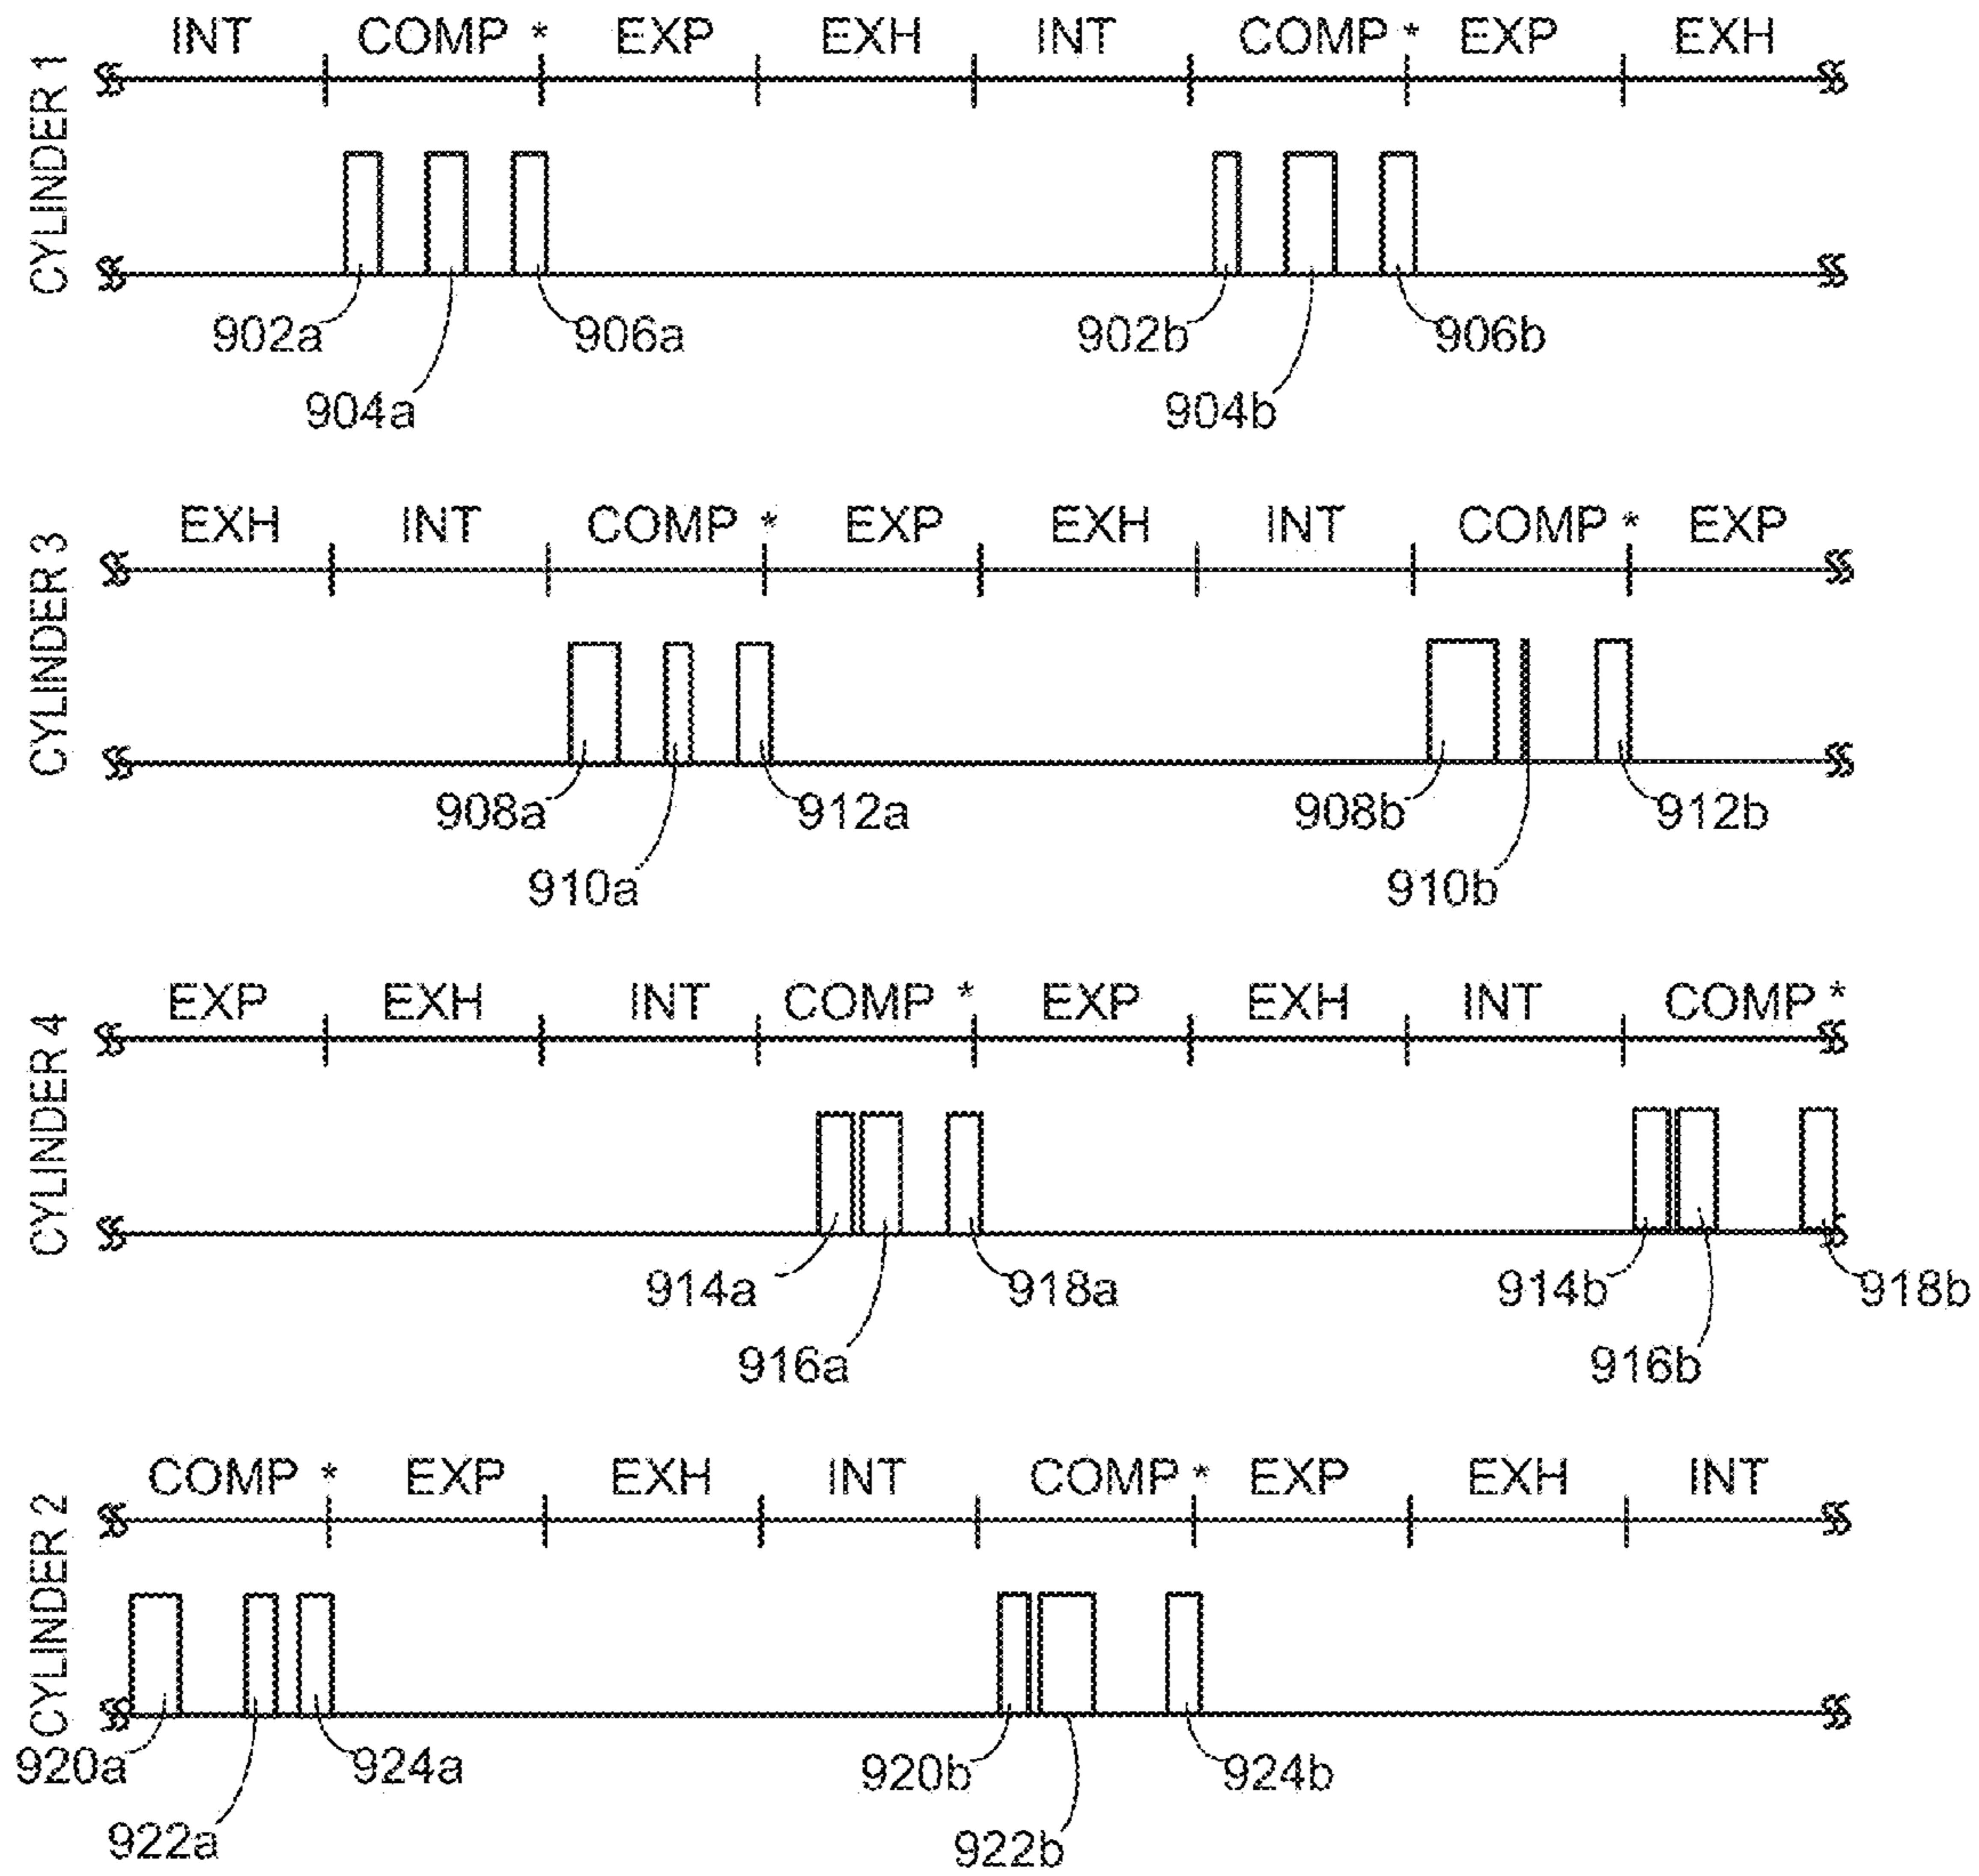 CYLINDER 1
INT COMP * EXP EXH INT COMP * EXP EXH
902a 906a 902b 906b
904a 904b
CYLINDER 3
EXH INT COMP * EXP EXH INT COMP * EXP
908a 912a 908b 912b
910a 910b
CYLINDER 4
EXP EXH INT COMP * EXP EXH INT COMP *
914a 918a 914b 918b
916a 916b
CYLINDER 2
COMP * EXP EXH INT COMP * EXP EXH INT
920a 924a 920b 924b
922a 922b